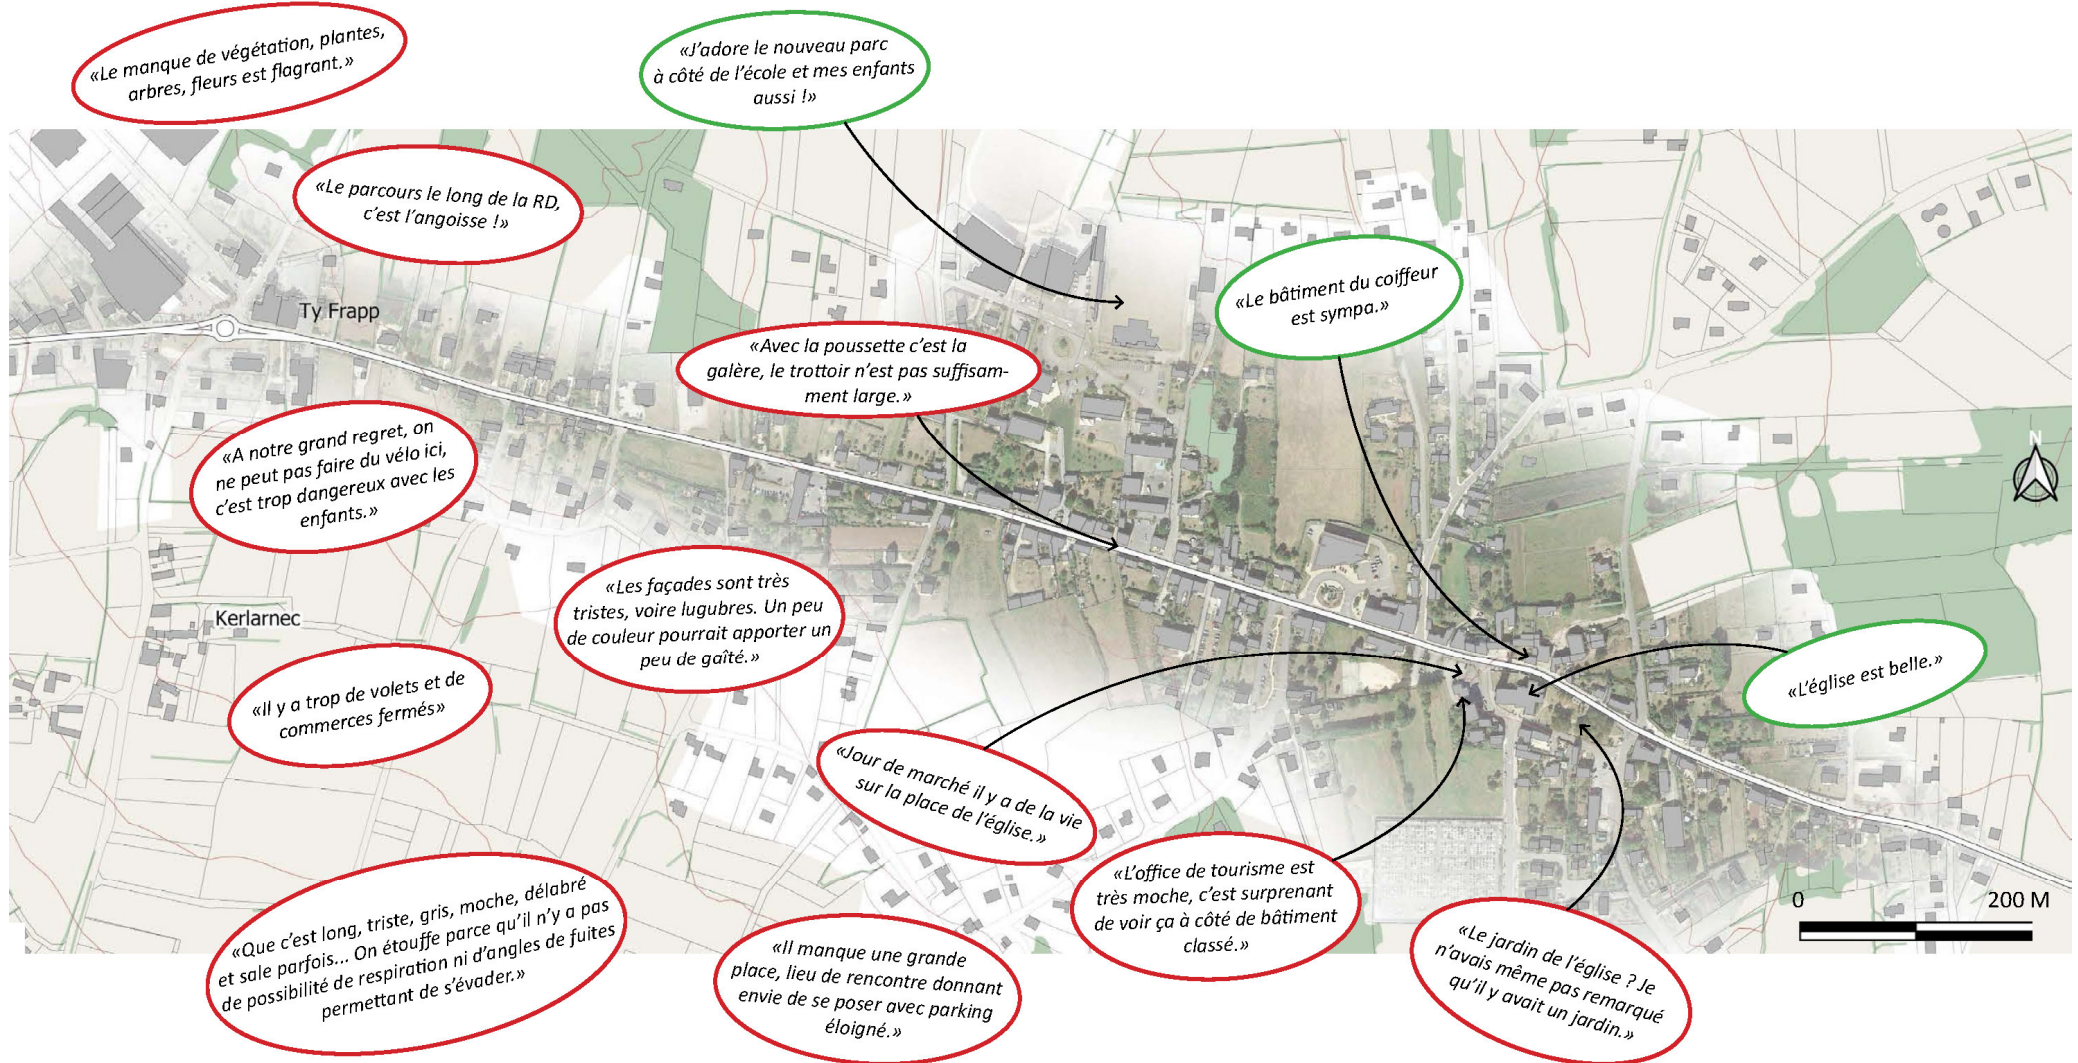 «Le manque de végétation, plantes,
arbres, fleurs est flagrant.»
«J'adore le nouveau parc
à côté de l'école et mes enfants
aussi !»
«Le parcours le long de la RD,
c'est l'angoisse !»
«Le bâtiment du coiffeur
est sympa.»
Ty Frapp
«Avec la poussette c'est la
galère, le trottoir n'est pas suffisam-
ment large.»
«A notre grand regret, on
ne peut pas faire du vélo ici,
c'est trop dangereux avec les
enfants.»
N
«Les façades sont très
tristes, voire lugubres. Un peu
de couleur pourrait apporter un
peu de gaîté.»
Kerlarnec
«L'église est belle.»
«Il y a trop de volets et de
commerces fermés»
«Jour de marché il y a de la vie
sur la place de l'église.»
«L'office de tourisme est
très moche, c'est surprenant
de voir ça à côté de bâtiment
classé.»
0 200 M
«Que c'est long, triste, gris, moche, délabré
et sale parfois... On étouffe parce qu'il n'y a pas
de possibilité de respiration ni d'angles de fuites
permettant de s'évader.»
«Il manque une grande
place, lieu de rencontre donnant
envie de se poser avec parking
éloigné.»
«Le jardin de l'église ? Je
n'avais même pas remarqué
qu'il y avait un jardin.»